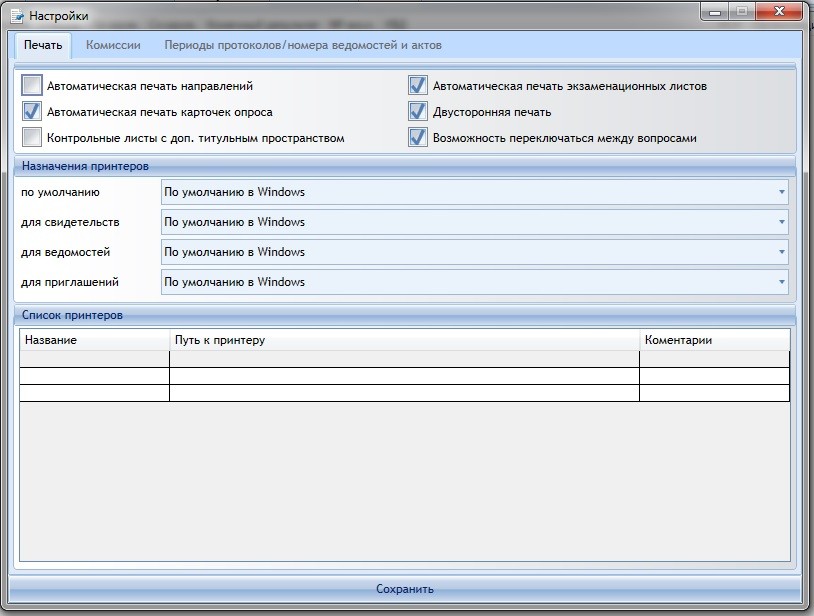 Настройки
Печать Комиссии Периоды протоколов/номера ведомостей и актов
Автоматическая печать направлений Автоматическая печать экзаменационных листов
Автоматическая печать карточек опроса Двусторонняя печать
Контрольные листы с доп. титульным пространством Возможность переключаться между вопросами
Назначения принтеров
по умолчанию По умолчанию в Windows
для свидетельств По умолчанию в Windows
для ведомостей По умолчанию в Windows
для приглашений По умолчанию в Windows
Список принтеров
Название Путь к принтеру Коментарии
Сохранить